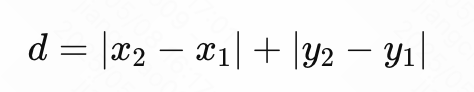 d = |x₂ − x₁| + |y₂ − y₁|